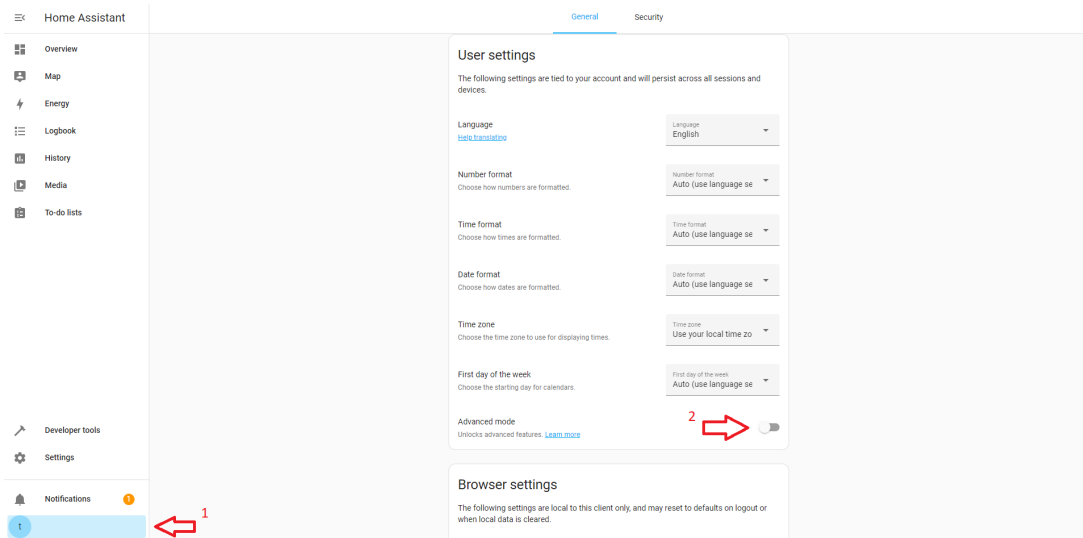 Home Assistant
Overview
Map
Energy
Logbook
History
Media
To-do lists
Developer tools
Settings
Notifications 1
t
1
General Security
User settings
The following settings are tied to your account and will persist across all sessions and
devices.
Language
Help translating
Language
English
Number format
Choose how numbers are formatted.
Number format
Auto (use language se
Time format
Choose how times are formatted.
Time format
Auto (use language se
Date format
Choose how dates are formatted.
Date format
Auto (use language se
Time zone
Choose the time zone to use for displaying times.
Time zone
Use your local time zo
First day of the week
Choose the starting day for calendars.
First day of the week
Auto (use language se
Advanced mode
Unlocks advanced features. Learn more
2
Browser settings
The following settings are local to this client only, and may reset to defaults on logout or
when local data is cleared.